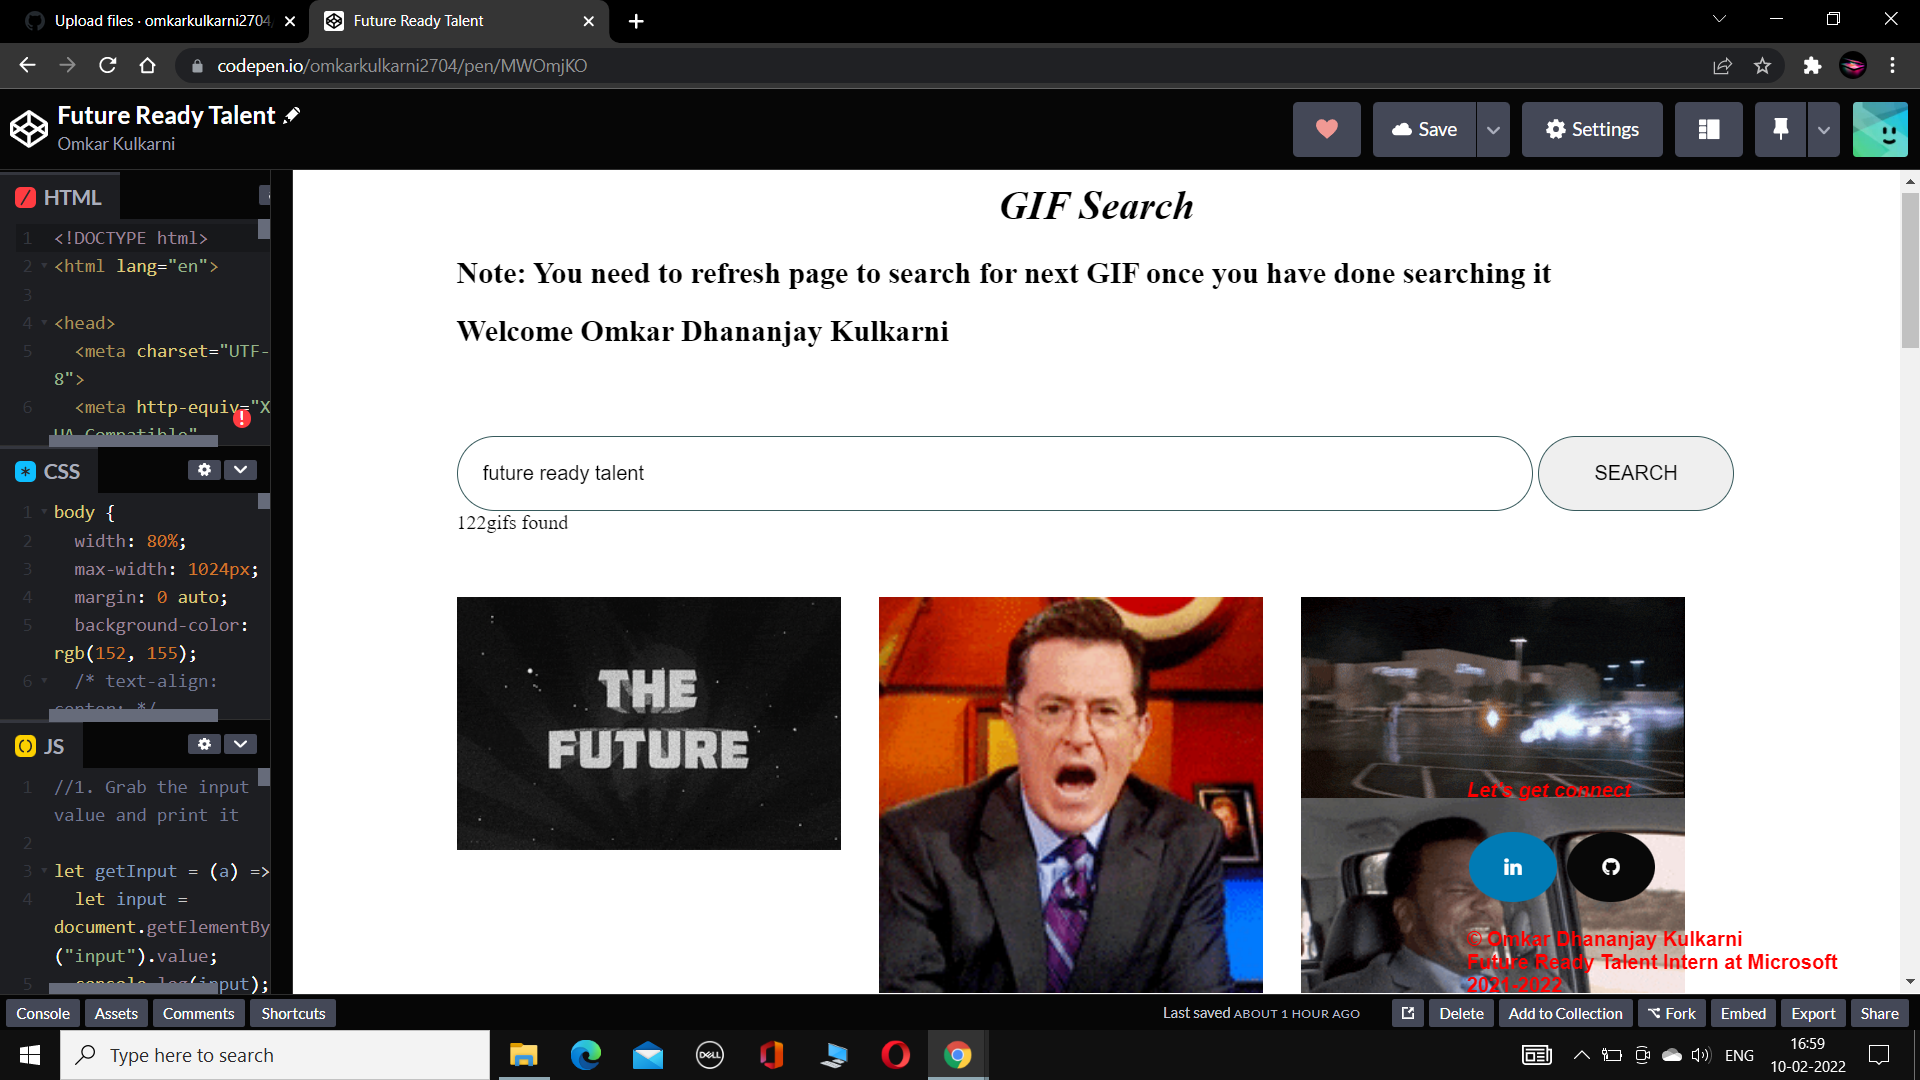 Upload files · omkarkulkarni2704
Future Ready Talent
codepen.io/omkarkulkarni2704/pen/MWOmjKO
Future Ready Talent
Omkar Kulkarni
Save
Settings
HTML
1 <!DOCTYPE html>
2 <html lang="en">
3
4 <head>
5 <meta charset="UTF-
8">
6 <meta http-equiv="X
UA-Compatible"
CSS
1 body {
2 width: 80%;
3 max-width: 1024px;
4 margin: 0 auto;
5 background-color:
rgb(152, 155);
6 /* text-align:
center; */
JS
1 //1. Grab the input
value and print it
2
3 let getInput = (a) =>
4 let input =
document.getElementBy
("input").value;
5 console.log(input);
GIF Search
Note: You need to refresh page to search for next GIF once you have done searching it
Welcome Omkar Dhananjay Kulkarni
future ready talent
SEARCH
122gifs found
THE
FUTURE
Let's get connect
in
© Omkar Dhananjay Kulkarni
Future Ready Talent Intern at Microsoft
2021-2022
Console
Assets
Comments
Shortcuts
Last saved ABOUT 1 HOUR AGO
Delete
Add to Collection
Fork
Embed
Export
Share
Type here to search
DELL
ENG
16:59
10-02-2022